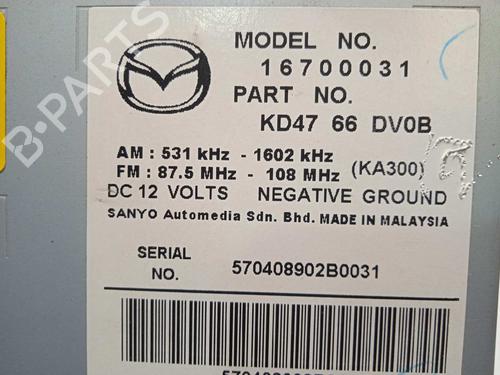 MODEL NO.
16700031
PART NO.
KD47 66 DV0B
AM : 531 kHz - 1602 kHz
FM : 87.5 MHz - 108 MHz (KA300)
DC 12 VOLTS NEGATIVE GROUND
SANYO Automedia Sdn. Bhd. MADE IN MALAYSIA
SERIAL NO. 570408902B0031
B-PARTS